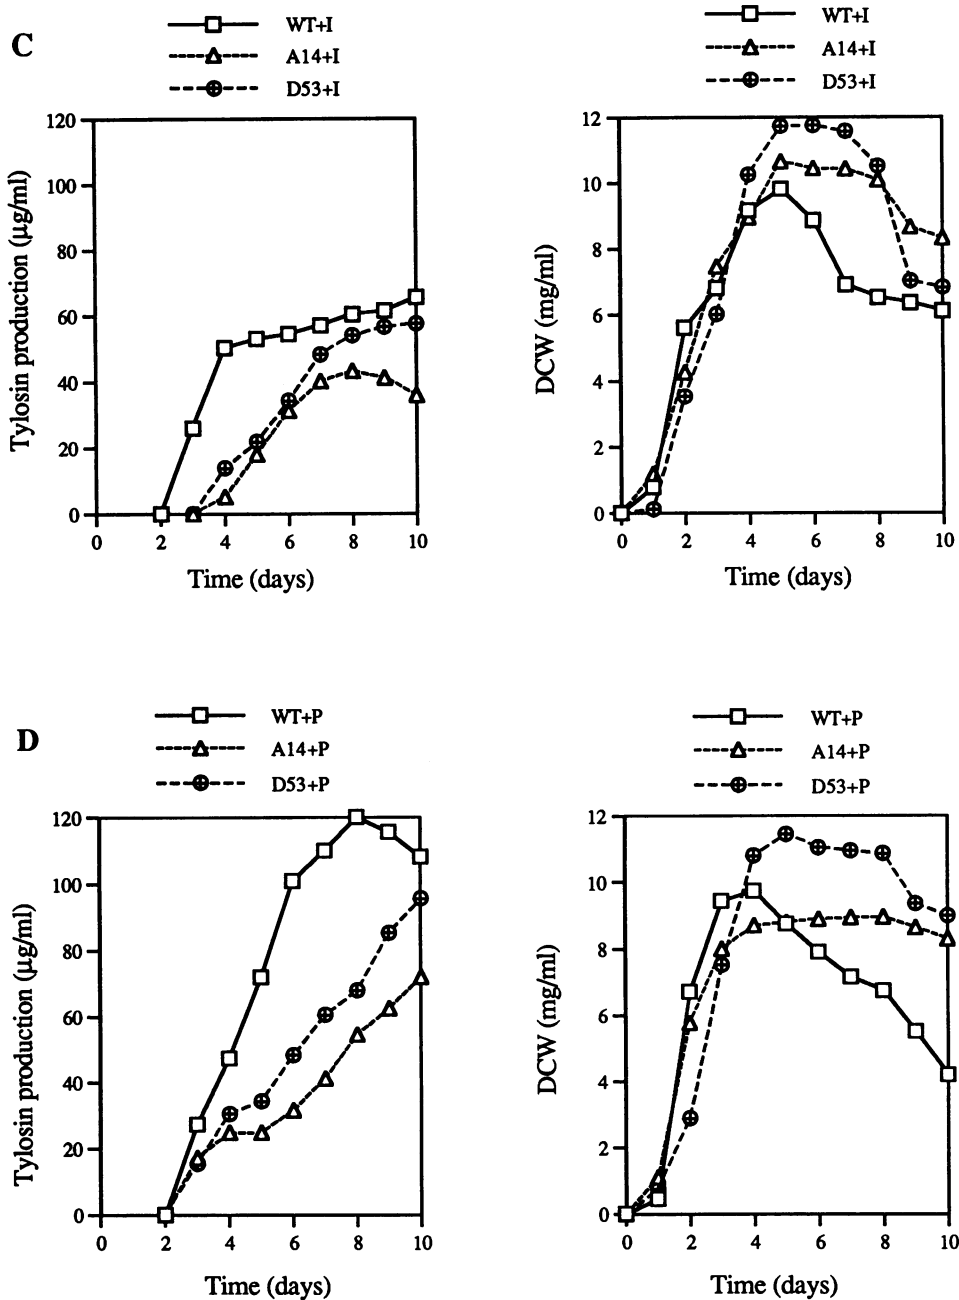 C
WT+I
A14+I
D53+I
WT+I
A14+I
D53+I
120
100
80
60
40
20
0
Tylosin production (µg/ml)
0 2 4 6 8 10
Time (days)
12
10
8
6
4
2
0
DCW (mg/ml)
0 2 4 6 8 10
Time (days)
D
WT+P
A14+P
D53+P
WT+P
A14+P
D53+P
120
100
80
60
40
20
0
Tylosin production (µg/ml)
0 2 4 6 8 10
Time (days)
12
10
8
6
4
2
0
DCW (mg/ml)
0 2 4 6 8 10
Time (days)